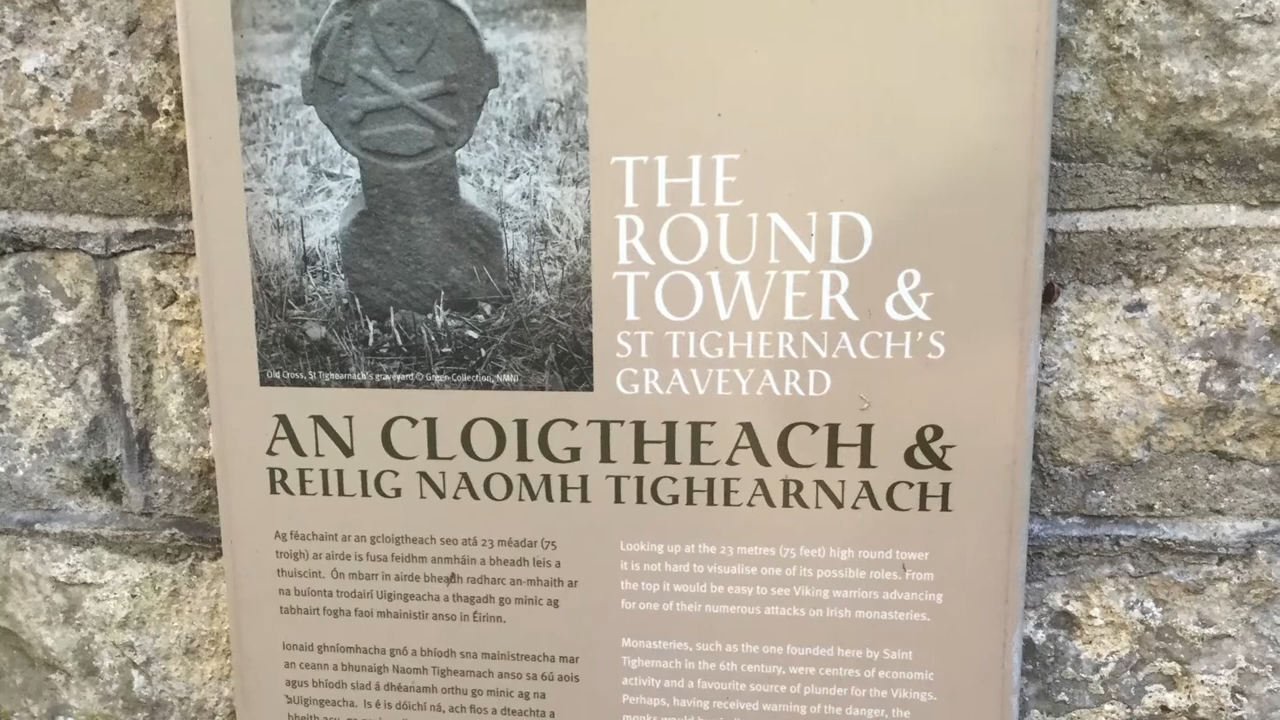 Old Cross, St Tighearnach's graveyard © Green Collection, NMNI
THE
ROUND
TOWER &
ST TIGHERNACH'S
GRAVEYARD
AN CLOIGTHEACH &
REILIG NAOMH TIGHEARNACH
Ag féachaint ar an gcloigtheach seo atá 23 méadar (75
troigh) ar airde is fusa feidhm anmháin a bheadh leis a
thuiscint. Ón mbarr in airde bheadh radharc an-mhaith ar
na buíonta trodairí Uigingeacha a thagadh go minic ag
tabhairt fogha faoi mhainistir anso in Éirinn.
Ionaid ghníomhacha gnó a bhíodh sna mainistreacha mar
an ceann a bhunaigh Naomh Tighearnach anso sa 6ú aois
agus bhíodh siad á dhéanamh orthu go minic ag na
hUigingeacha. Is é is dóichí ná, ach fios a dteachta a
bheith acu, go
Looking up at the 23 metres (75 feet) high round tower
it is not hard to visualise one of its possible roles. From
the top it would be easy to see Viking warriors advancing
for one of their numerous attacks on Irish monasteries.
Monasteries, such as the one founded here by Saint
Tighernach in the 6th century, were centres of economic
activity and a favourite source of plunder for the Vikings.
Perhaps, having received warning of the danger, the
monks would